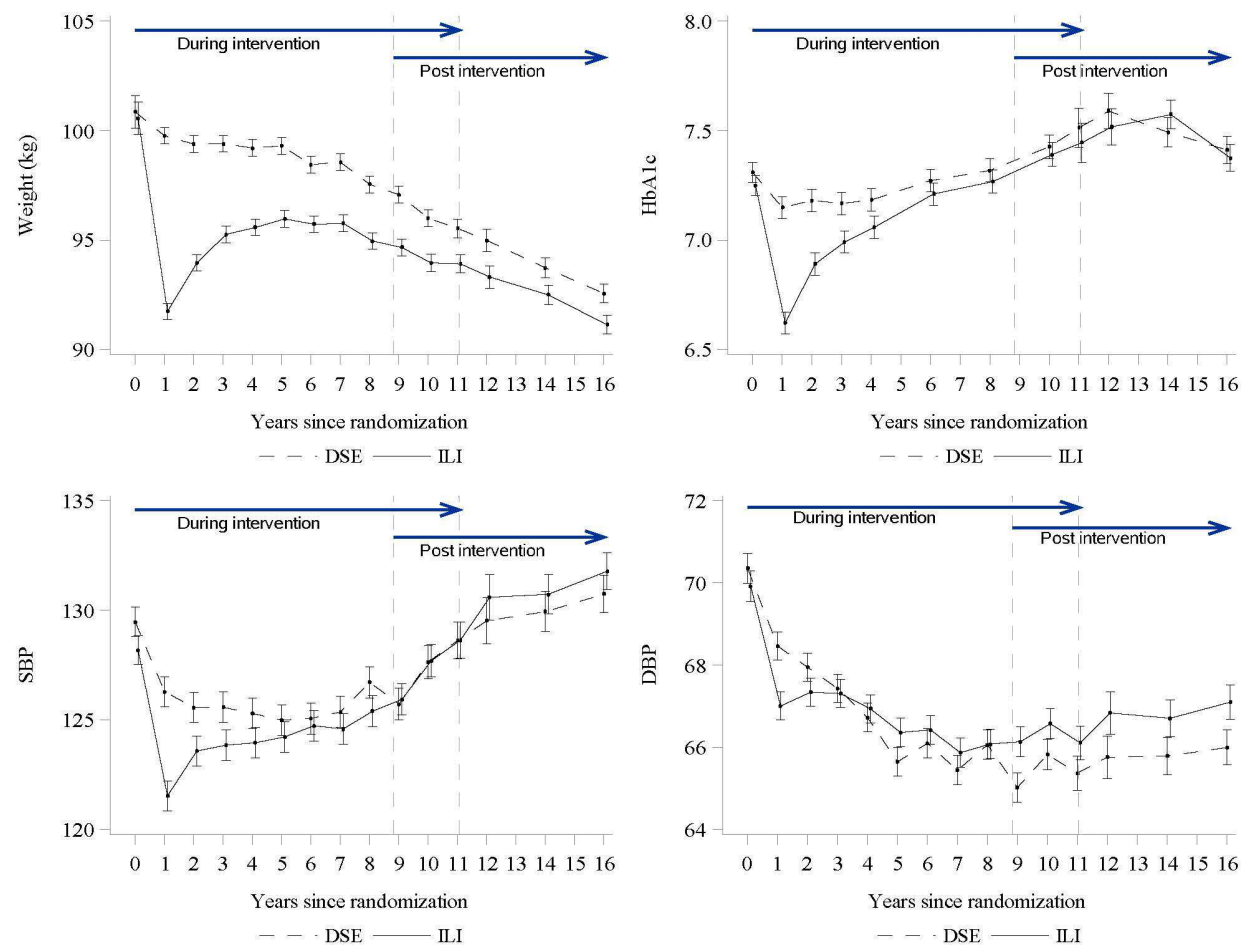 105
100
95
90
Weight (kg)
During intervention
Post intervention
0 1 2 3 4 5 6 7 8 9 10 11 12 13 14 15 16
Years since randomization
DSE ILI
8.0
7.5
7.0
6.5
HbA1c
During intervention
Post intervention
0 1 2 3 4 5 6 7 8 9 10 11 12 13 14 15 16
Years since randomization
DSE ILI
135
130
125
120
SBP
During intervention
Post intervention
0 1 2 3 4 5 6 7 8 9 10 11 12 13 14 15 16
Years since randomization
DSE ILI
72
70
68
66
64
DBP
During intervention
Post intervention
0 1 2 3 4 5 6 7 8 9 10 11 12 13 14 15 16
Years since randomization
DSE ILI